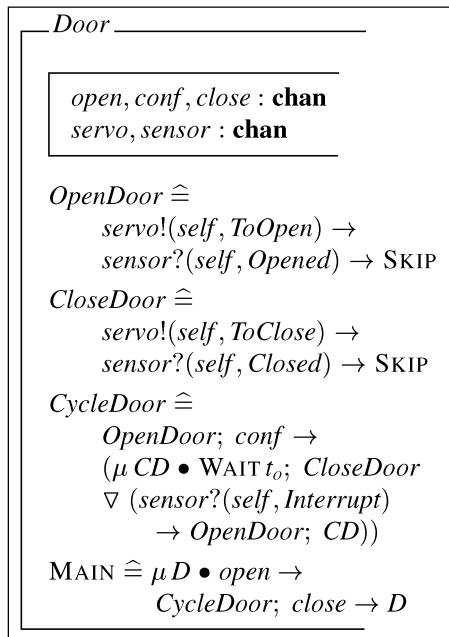 Door
open, conf, close : chan
servo, sensor : chan
OpenDoor ≙
servo!(self, ToOpen) →
sensor?(self, Opened) → SKIP
CloseDoor ≙
servo!(self, ToClose) →
sensor?(self, Closed) → SKIP
CycleDoor ≙
OpenDoor; conf →
(μ CD • WAIT tₒ; CloseDoor
∇ (sensor?(self, Interrupt)
→ OpenDoor; CD))
MAIN ≙ μ D • open →
CycleDoor; close → D